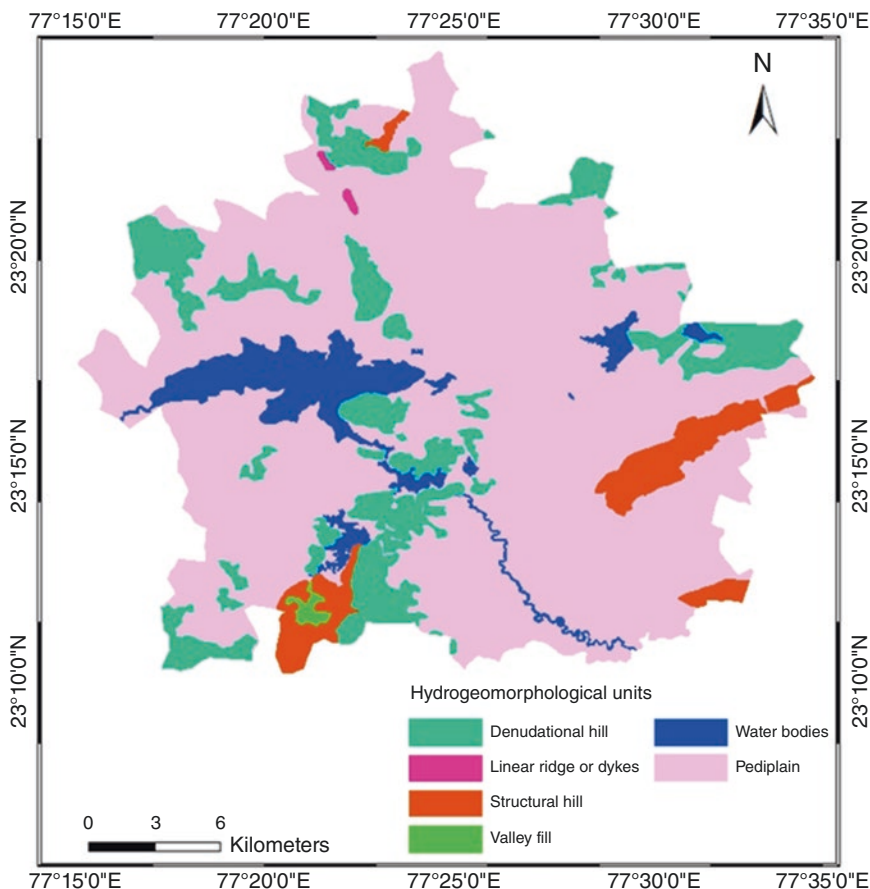 77°15'0"E 77°20'0"E 77°25'0"E 77°30'0"E 77°35'0"E
N
23°20'0"N 23°20'0"N
23°15'0"N 23°15'0"N
23°10'0"N 23°10'0"N
Hydrogeomorphological units
Denudational hill Water bodies
Linear ridge or dykes Pediplain
Structural hill
Valley fill
0 3 6
Kilometers
77°15'0"E 77°20'0"E 77°25'0"E 77°30'0"E 77°35'0"E